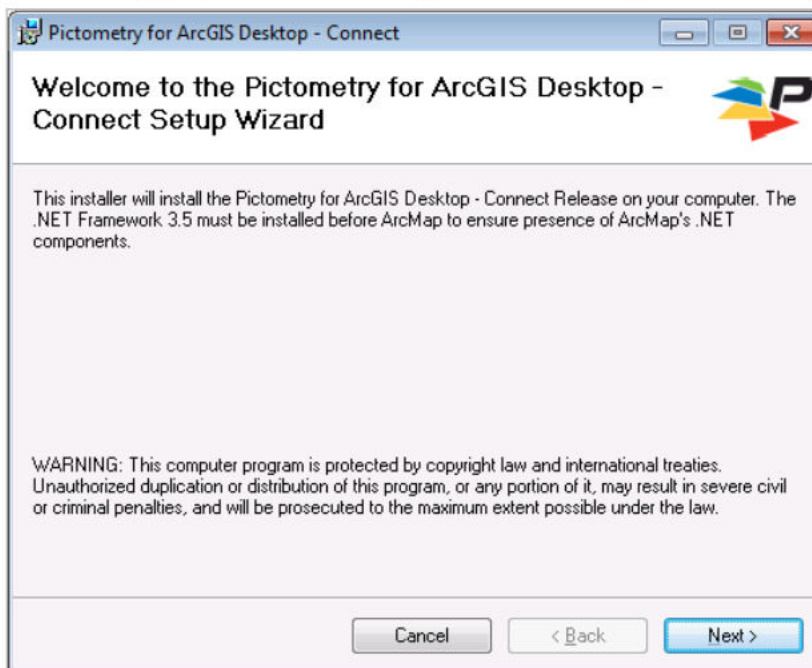 Pictometry for ArcGIS Desktop - Connect
Welcome to the Pictometry for ArcGIS Desktop -
Connect Setup Wizard
P
This installer will install the Pictometry for ArcGIS Desktop - Connect Release on your computer. The
.NET Framework 3.5 must be installed before ArcMap to ensure presence of ArcMap's .NET
components.
WARNING: This computer program is protected by copyright law and international treaties.
Unauthorized duplication or distribution of this program, or any portion of it, may result in severe civil
or criminal penalties, and will be prosecuted to the maximum extent possible under the law.
Cancel < Back Next >